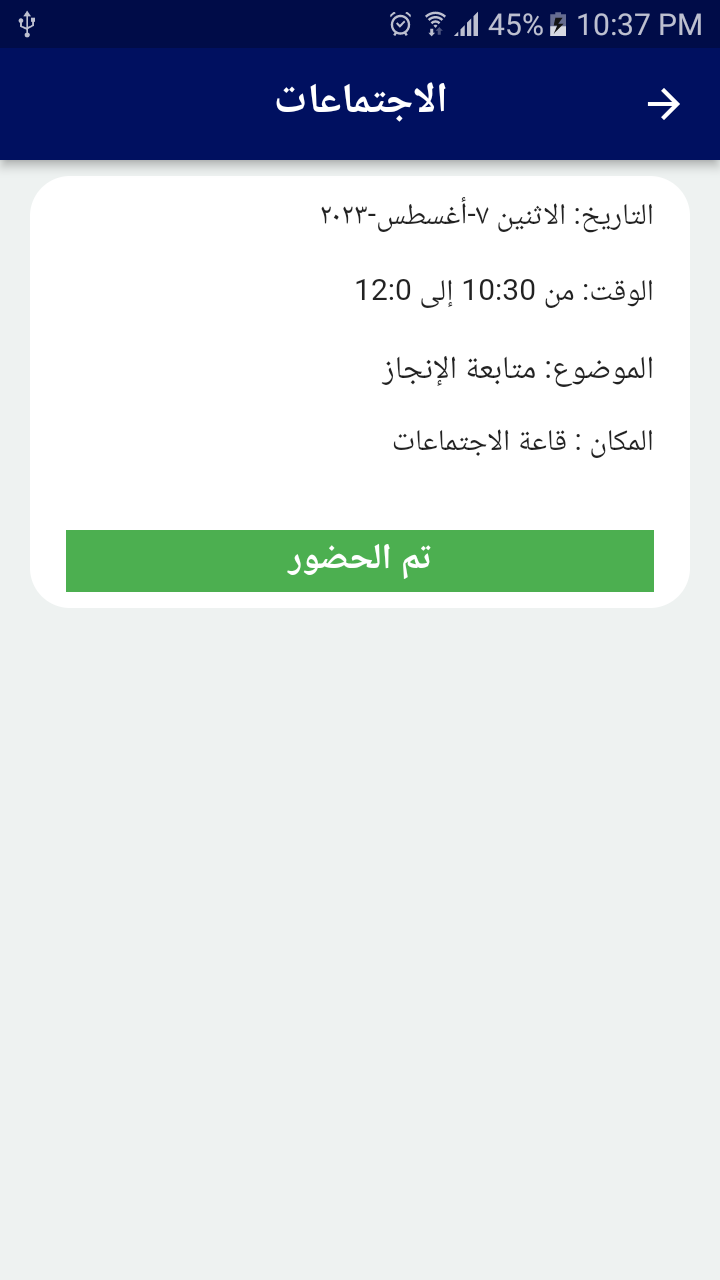 45% 10:37 PM
الاجتماعات
التاريخ: الاثنين ٧-أغسطس-٢٠٢٣
الوقت: من 10:30 إلى 12:0
الموضوع: متابعة الإنجاز
المكان : قاعة الاجتماعات
تم الحضور